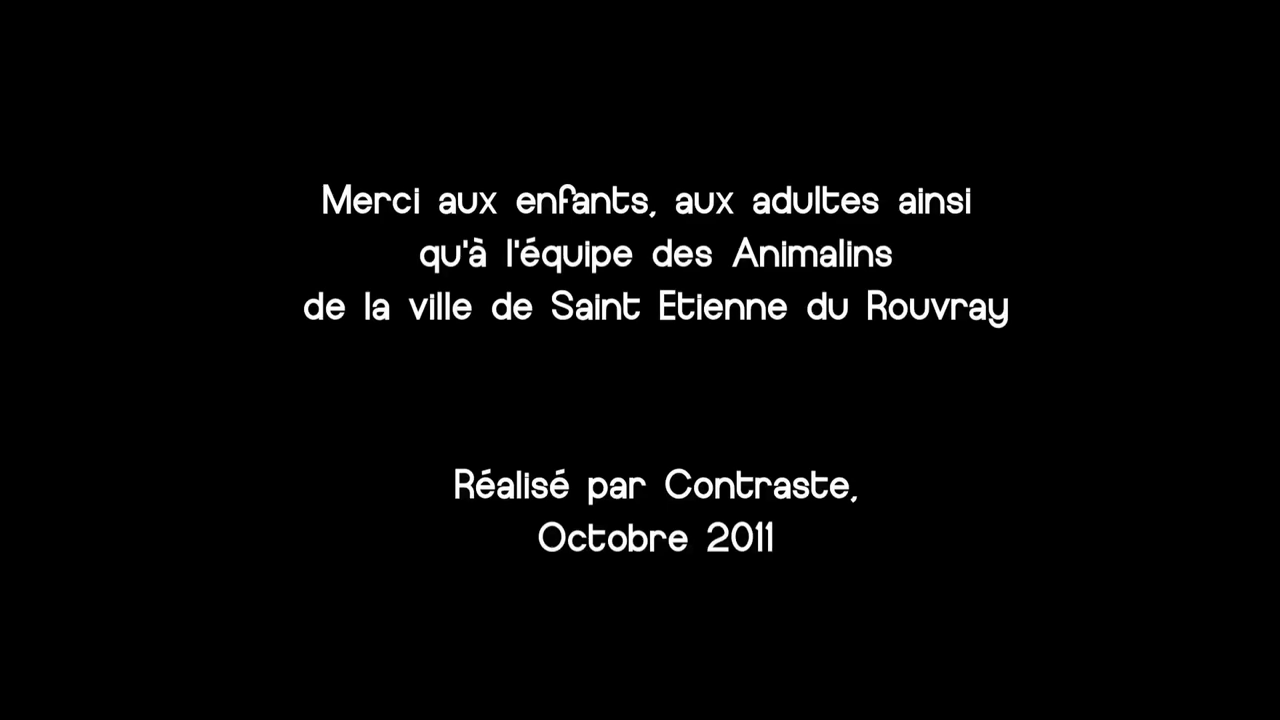 Merci aux enfants, aux adultes ainsi
qu'à l'équipe des Animalins
de la ville de Saint Etienne du Rouvray
Réalisé par Contraste,
Octobre 2011